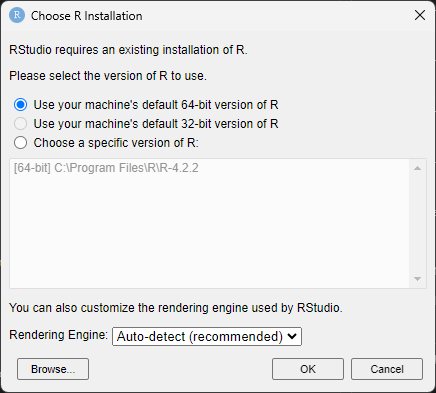 R Choose R Installation
RStudio requires an existing installation of R.
Please select the version of R to use.
Use your machine's default 64-bit version of R
Use your machine's default 32-bit version of R
Choose a specific version of R:
[64-bit] C:\Program Files\R\R-4.2.2
You can also customize the rendering engine used by RStudio.
Rendering Engine: Auto-detect (recommended)
Browse... OK Cancel